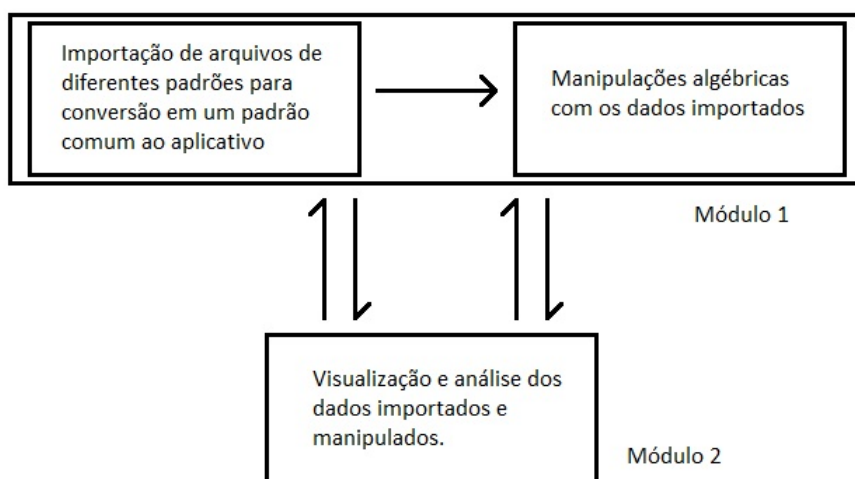 Importação de arquivos de
diferentes padrões para
conversão em um padrão
comum ao aplicativo
Manipulações algébricas
com os dados importados
Módulo 1
Visualização e análise dos
dados importados e
manipulados.
Módulo 2